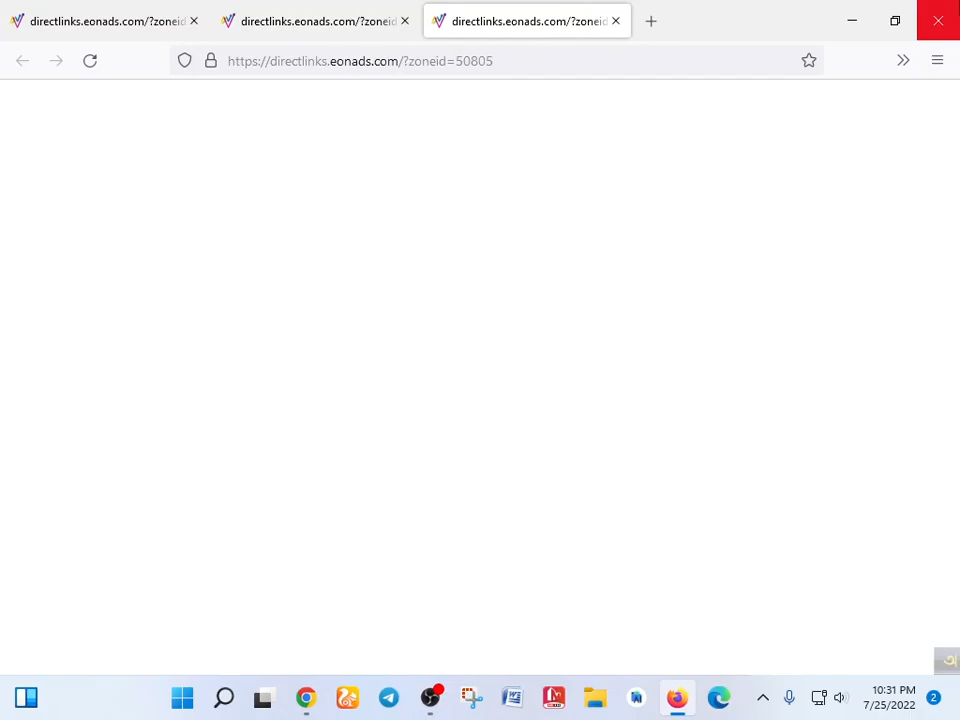 directlinks.eonads.com/?zoneid
directlinks.eonads.com/?zoneid
directlinks.eonads.com/?zoneid
https://directlinks.eonads.com/?zoneid=50805
அ
10:31 PM
7/25/2022
2